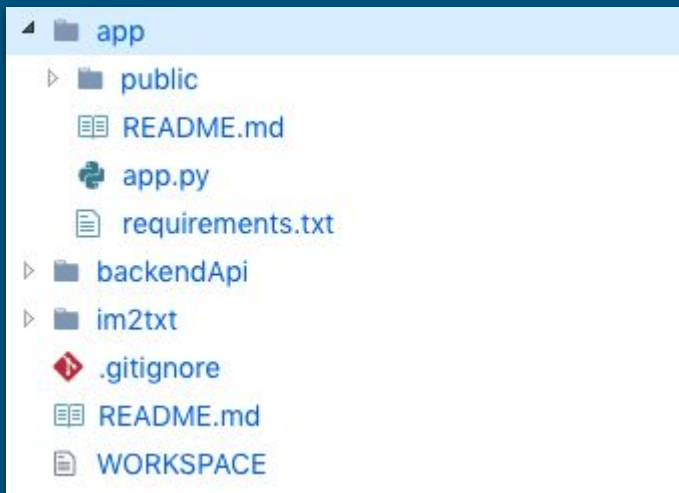 app
public
README.md
app.py
requirements.txt
backendApi
im2txt
.gitignore
README.md
WORKSPACE